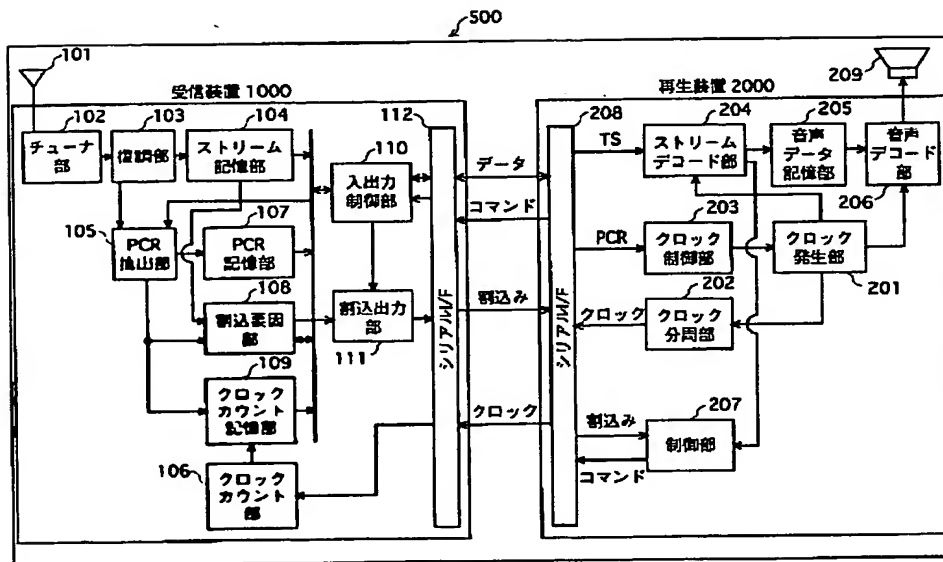 500
101
209
受信装置 1000
再生装置 2000
102
103
104
112
208
204
205
チューナ
部
復調部
ストリーム
記憶部
110
入出力
制御部
データ
コマンド
TS
ストリーム
デコード部
音声
データ
記憶部
音声
デコード
部
206
105
PCR
抽出部
107
PCR
記憶部
203
PCR
クロック
制御部
クロック
発生部
201
108
割込要因
部
割込出力
部
111
シリアルI/F
割込み
シリアルI/F
202
クロック
クロック
分周部
109
クロック
カウント
記憶部
クロック
207
割込み
制御部
コマンド
106
クロック
カウント
部